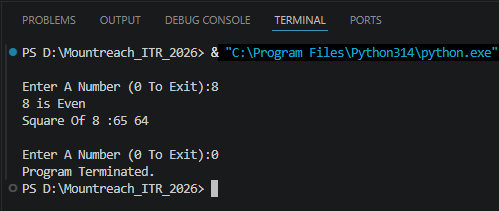 PROBLEMS OUTPUT DEBUG CONSOLE TERMINAL PORTS
PS D:\Mountreach_ITR_2026> & "C:\Program Files\Python314\python.exe"
Enter A Number (0 To Exit):8
8 is Even
Square Of 8 :65 64
Enter A Number (0 To Exit):0
Program Terminated.
PS D:\Mountreach_ITR_2026>